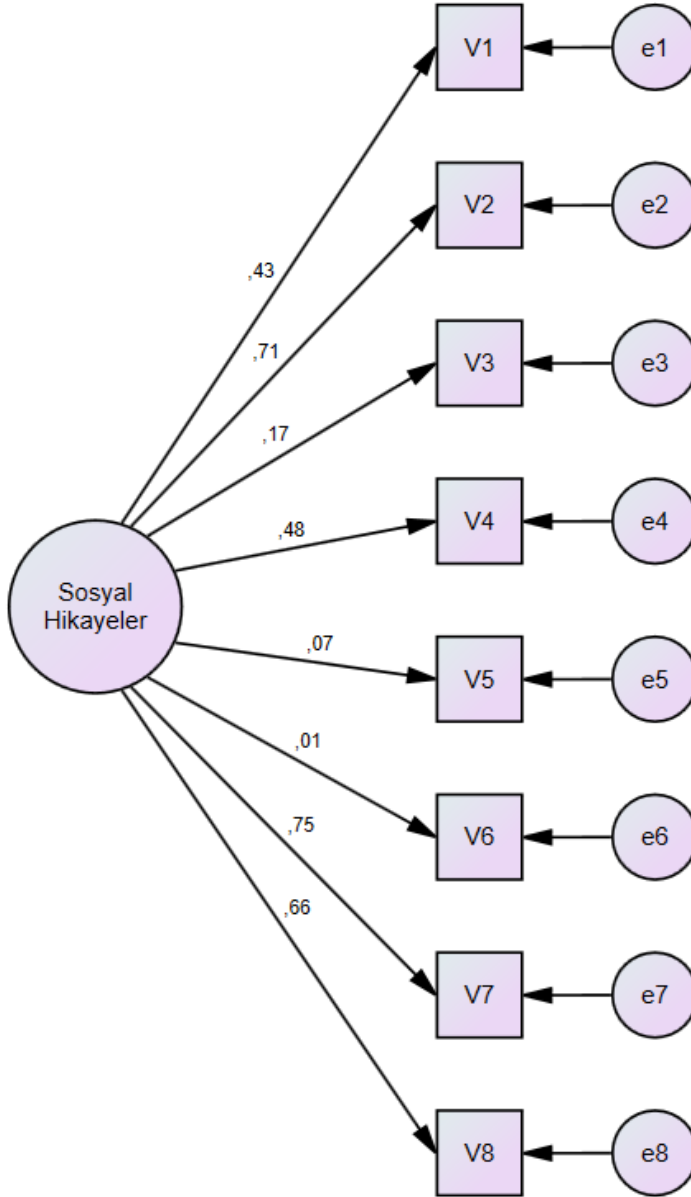 V1
e1
V2
e2
,43
,71
V3
e3
,17
,48
V4
e4
Sosyal
Hikayeler
,07
V5
e5
,01
V6
e6
,75
,66
V7
e7
V8
e8